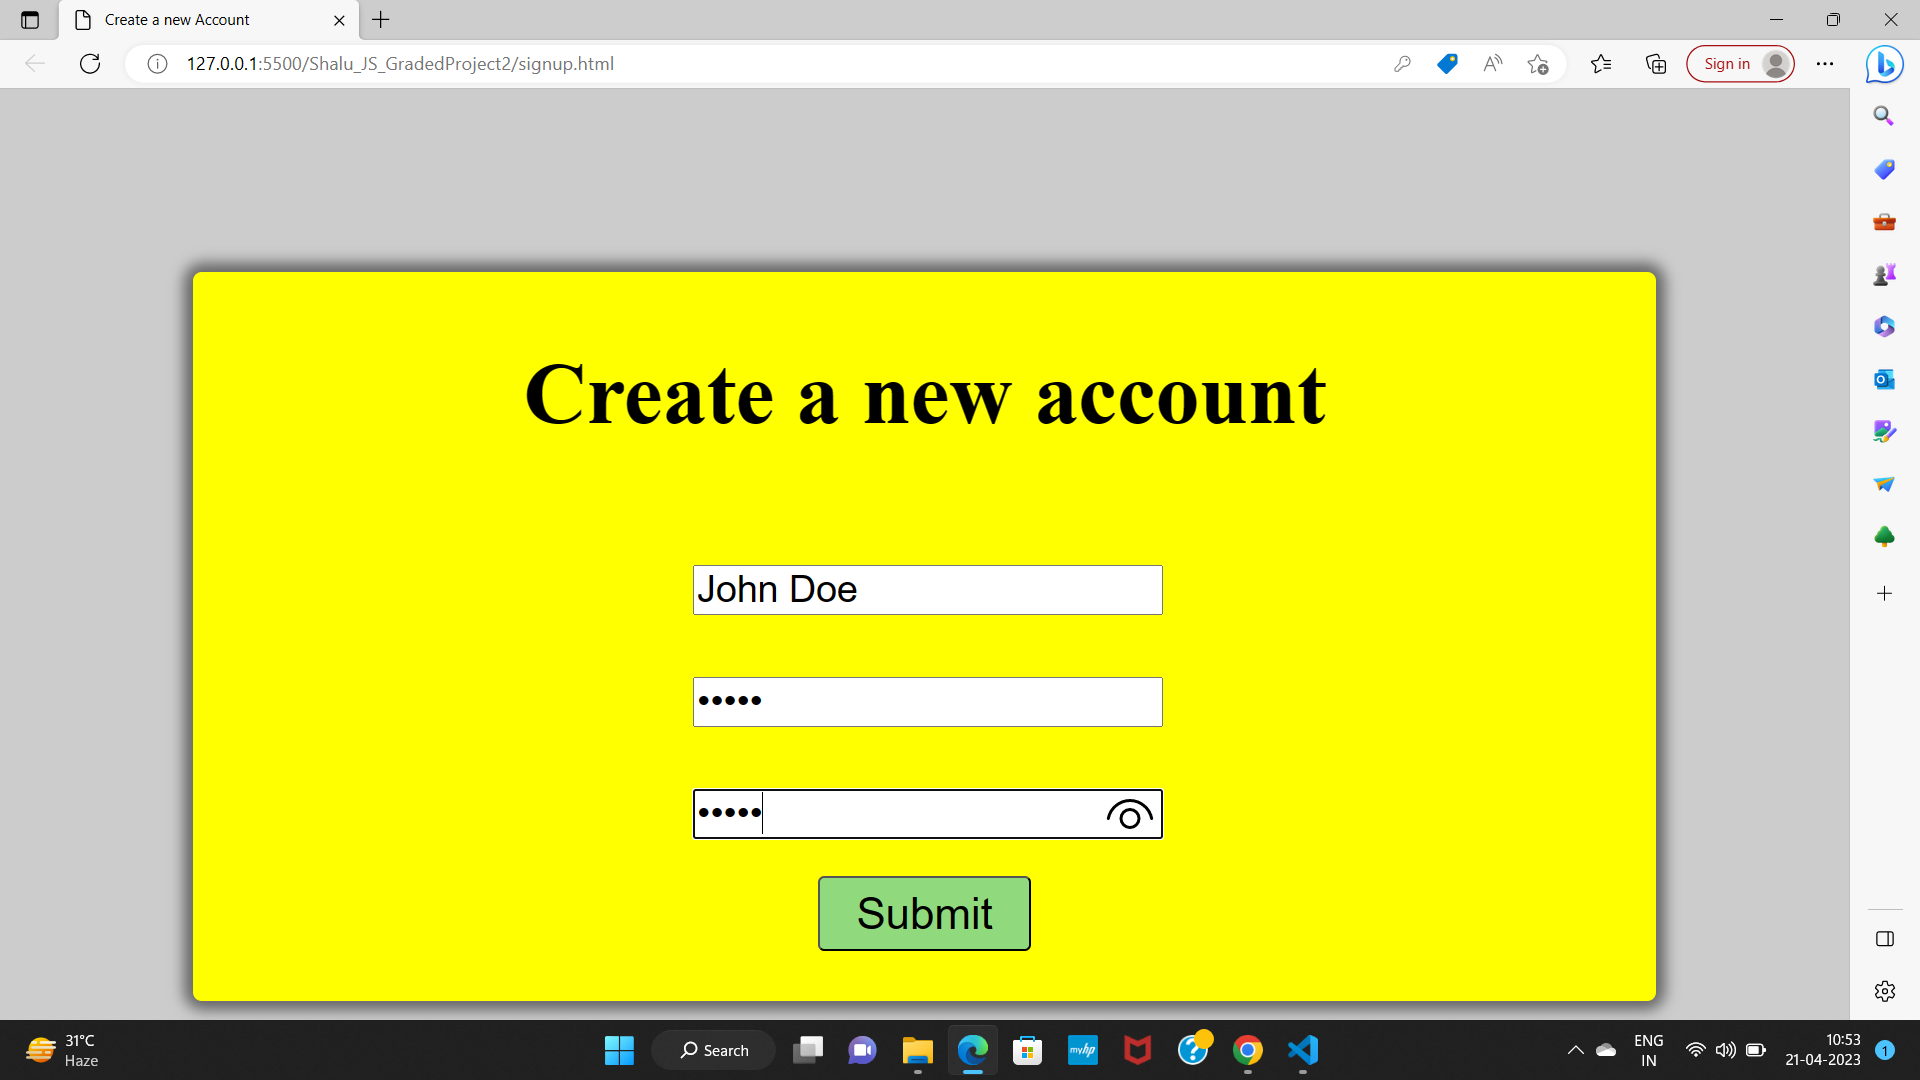 Create a new Account
127.0.0.1:5500/Shalu_JS_GradedProject2/signup.html
Sign in
Create a new account
John Doe
•••••
•••••
Submit
31°C
Haze
Search
myhp
ENG
IN
10:53
21-04-2023
1